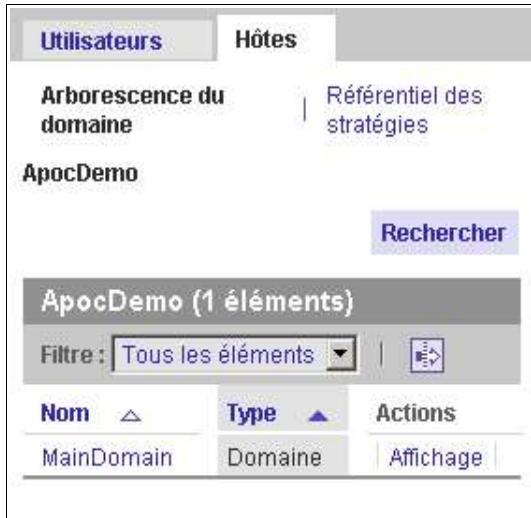 Utilisateurs Hôtes
Arborescence du domaine | Référentiel des stratégies
ApocDemo
Rechercher
ApocDemo (1 éléments)
Filtre : Tous les éléments
Nom Type Actions
MainDomain Domaine Affichage